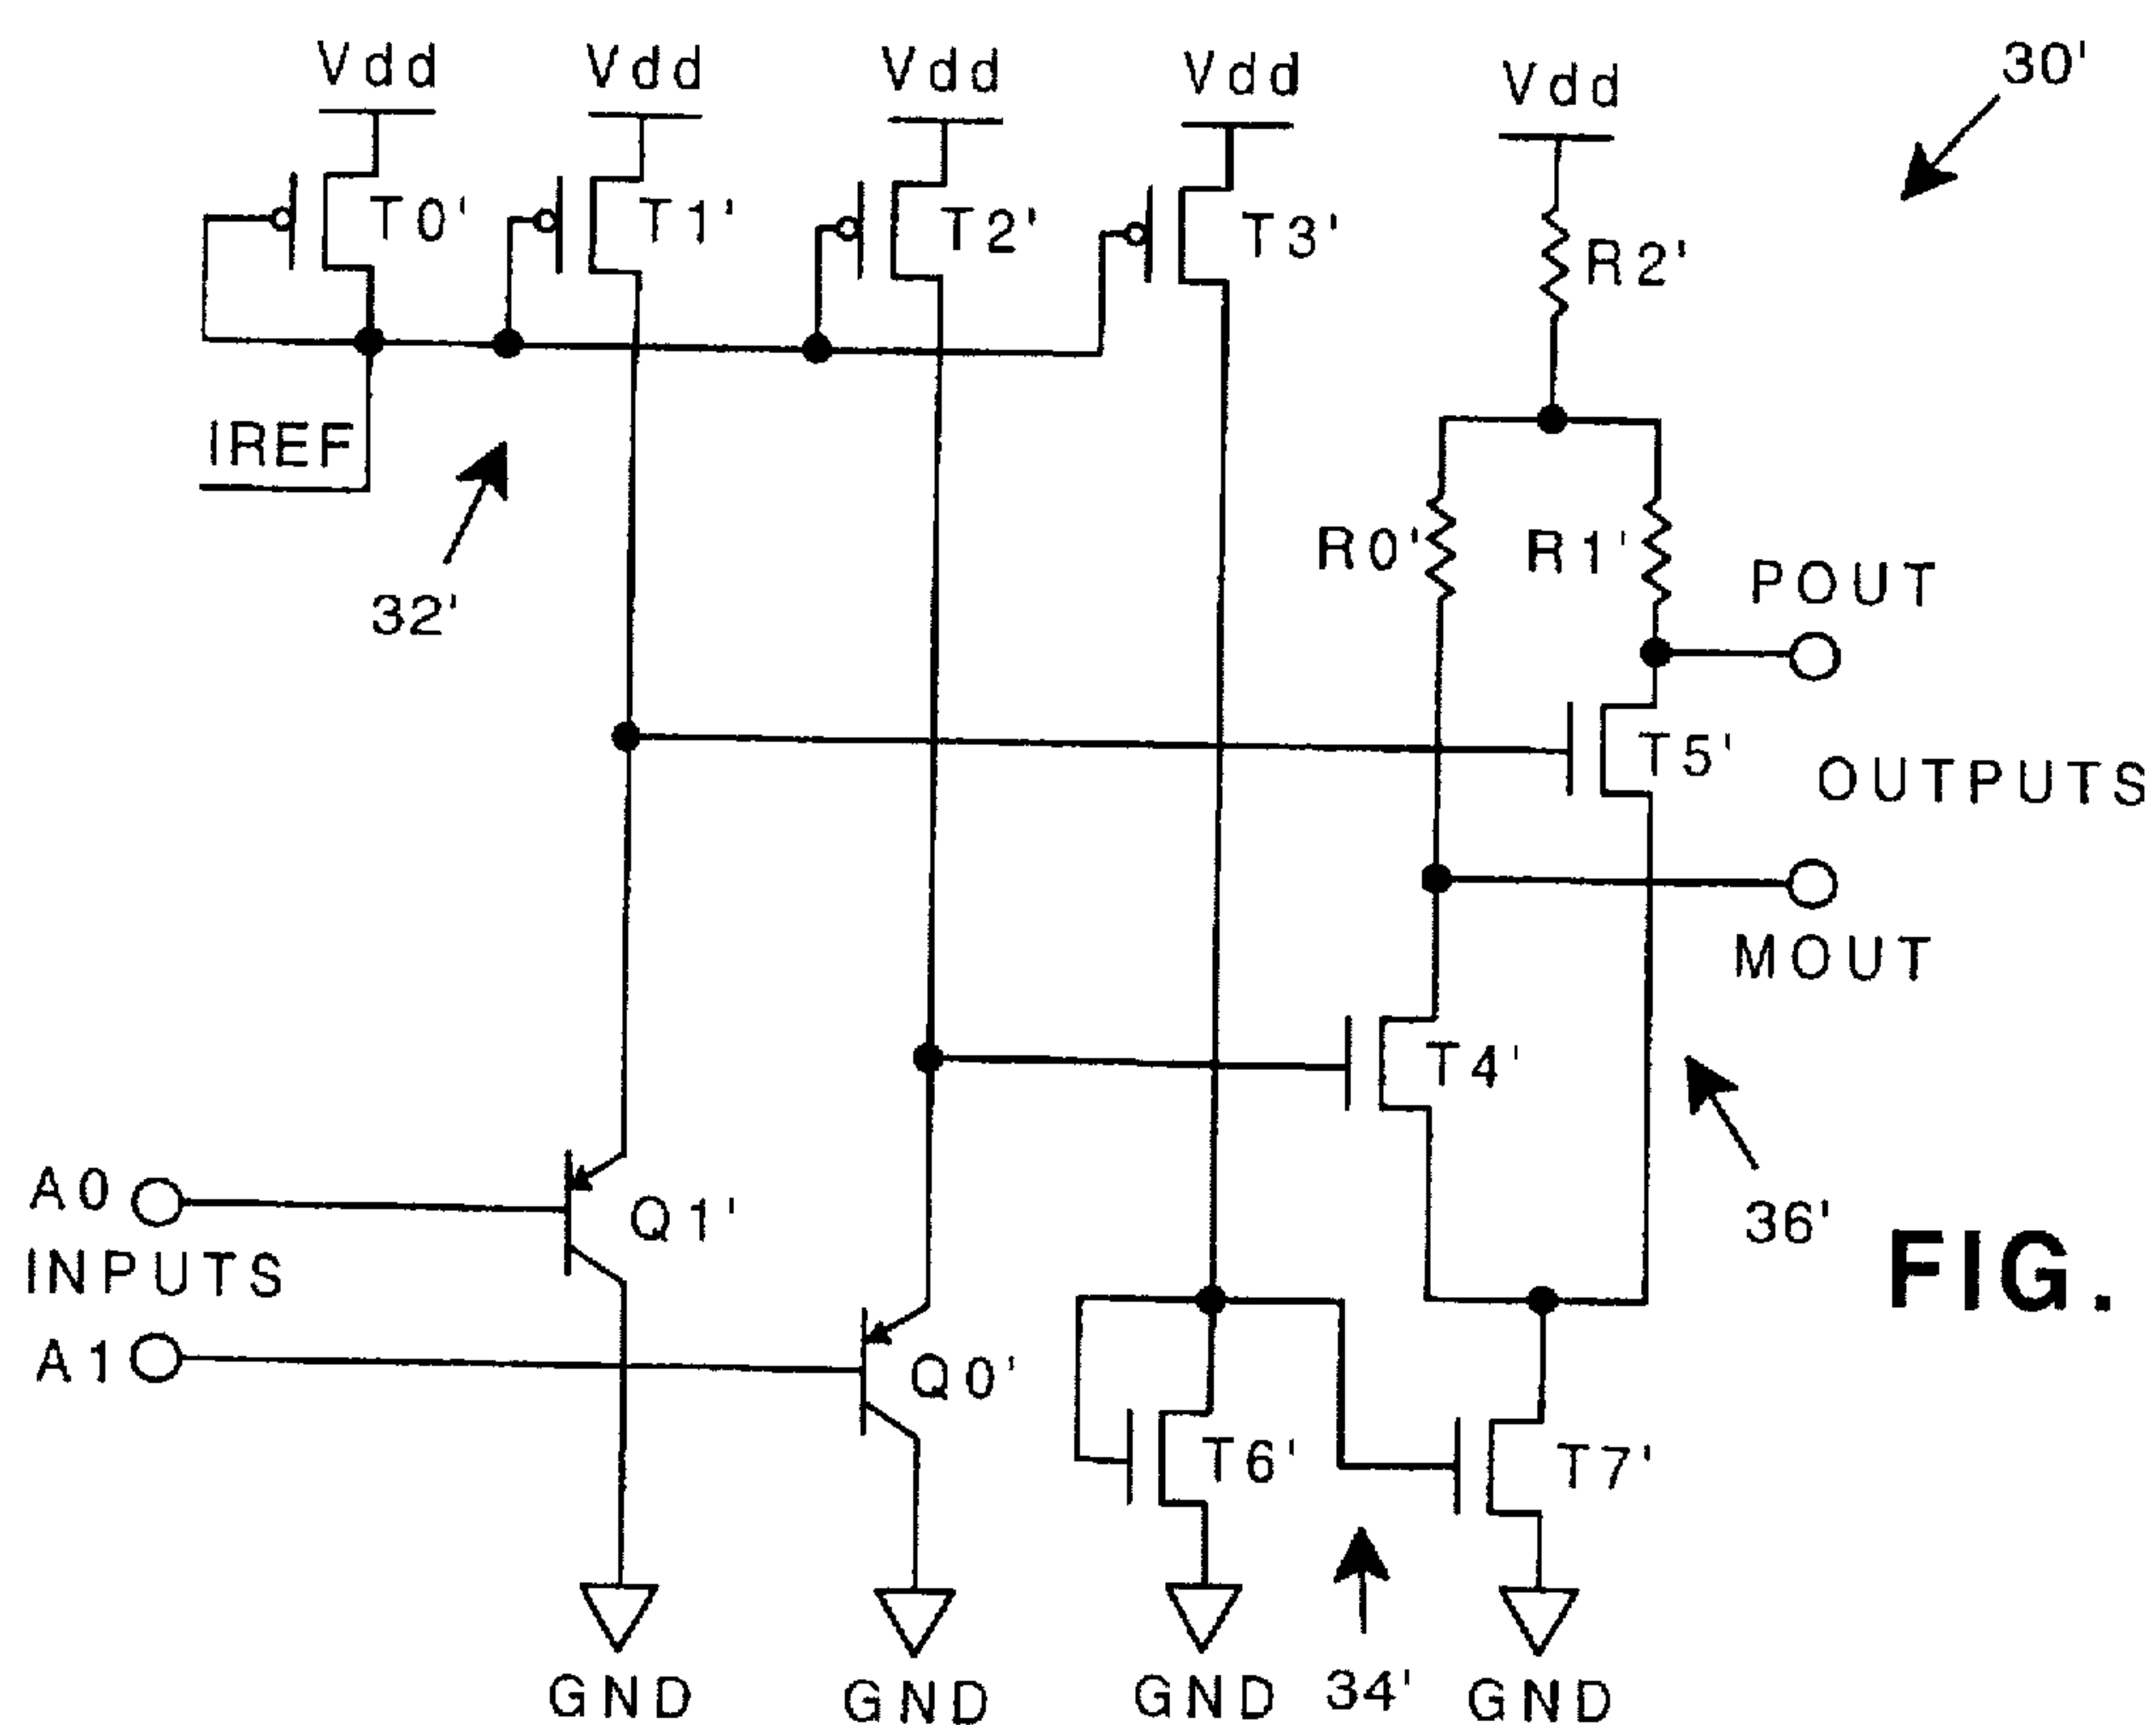 Vdd Vdd Vdd Vdd Vdd 30'
T0' T1' T2' T3' R2'
IREF
32'
R0' R1' POUT
T5' OUTPUTS
MOUT
T4'
A0 Q1' 36'
INPUTS
FIG.
A1 Q0'
T6' T7'
GND GND GND 34' GND